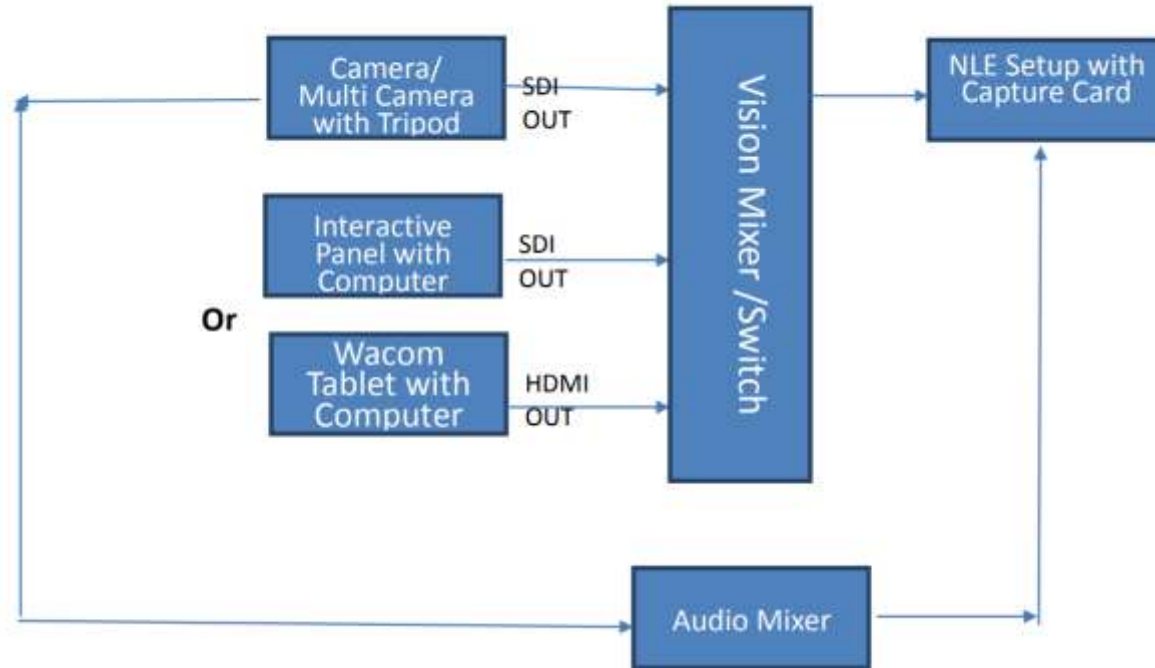 Camera/
Multi Camera
with Tripod
SDI
OUT
Interactive
Panel with
Computer
SDI
OUT
Or
Wacom
Tablet with
Computer
HDMI
OUT
Vision Mixer /Switch
NLE Setup with
Capture Card
Audio Mixer